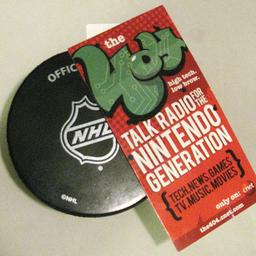 OFFIC
NHL
©NHL
the
404
high tech.
low brow.
TALK RADIO FOR
THE
NINTENDO
GENERATION
{TECH.NEWS.GAMES
TV.MUSIC.MOVIES}
only on: cnet
the404.cnet.com